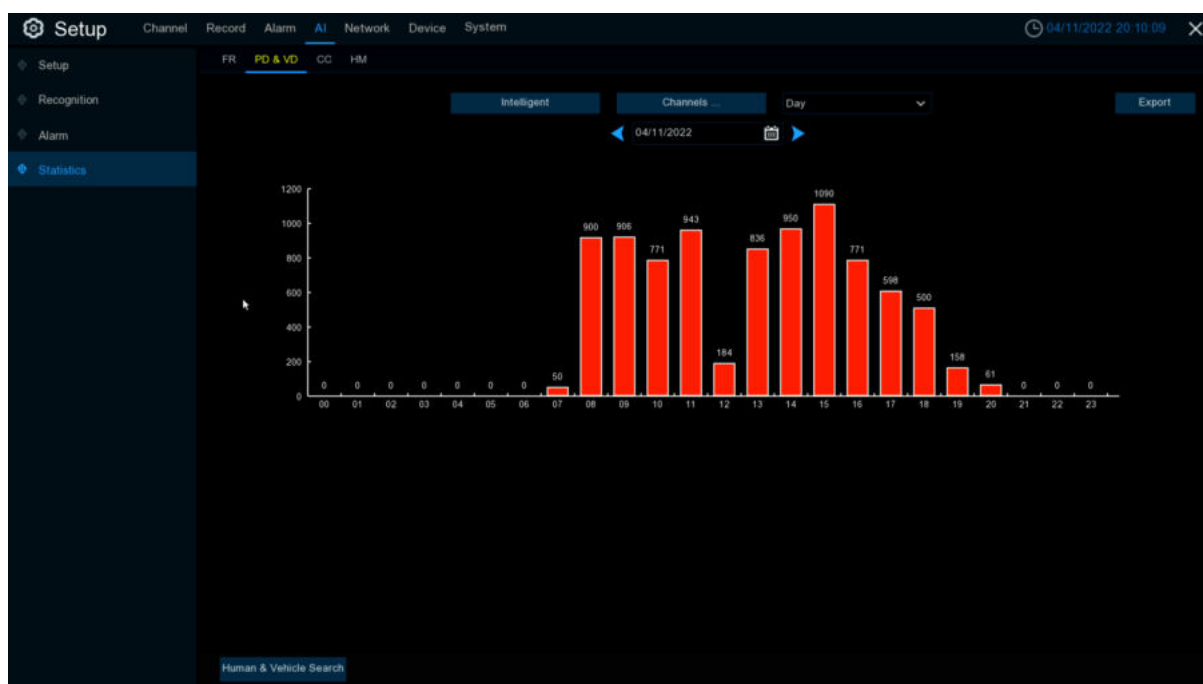 Setup Channel Record Alarm AI Network Device System 04/11/2022 20:10:09
Setup
Recognition
Alarm
Statistics
FR PD & VD CC HM
Intelligent Channels ... Day Export
04/11/2022
1200
1000
800
600
400
200
0
0 0 0 0 0 0 0 50 900 906 771 943 184 836 950 1090 771 598 500 158 61 0 0 0
00 01 02 03 04 05 06 07 08 09 10 11 12 13 14 15 16 17 18 19 20 21 22 23
Human & Vehicle Search